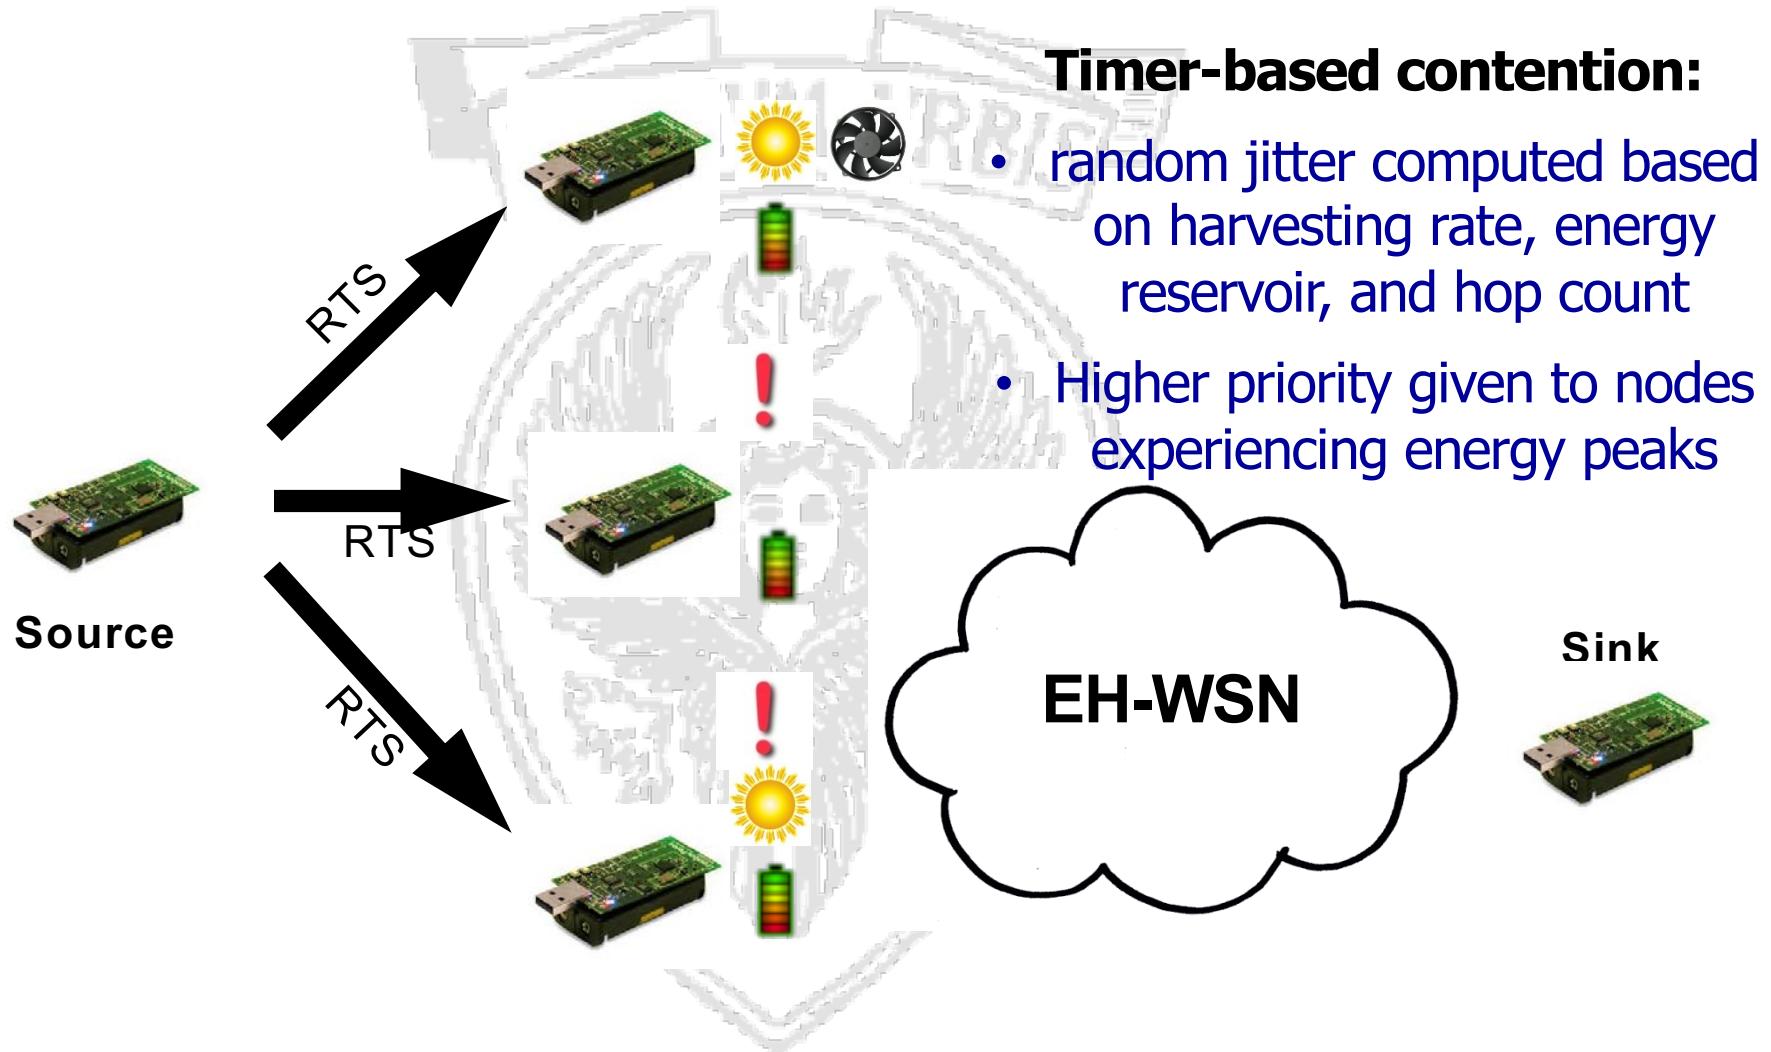 Timer-based contention:
• random jitter computed based
on harvesting rate, energy
reservoir, and hop count
• Higher priority given to nodes
experiencing energy peaks
RTS
RTS
RTS
Source
EH-WSN
Sink